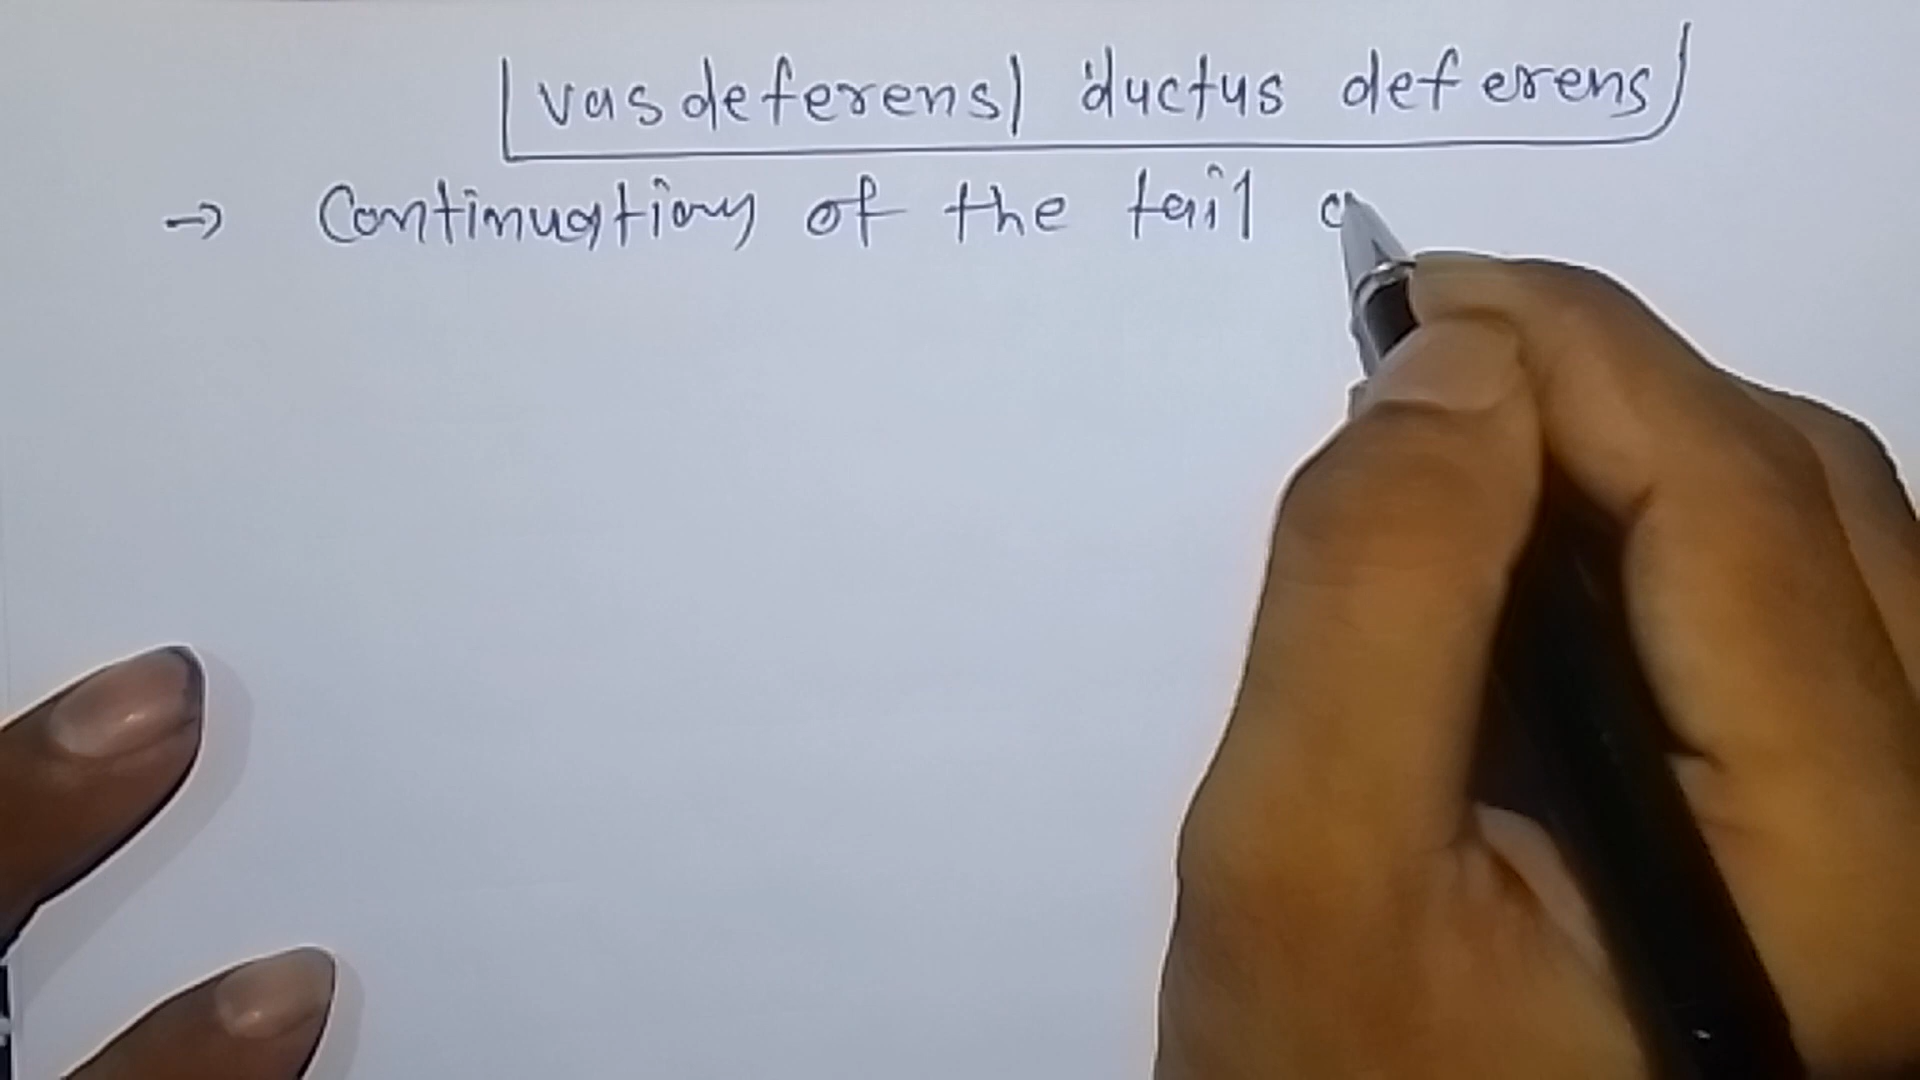 vas deferens| ductus deferens
→ Continuation of the tail o